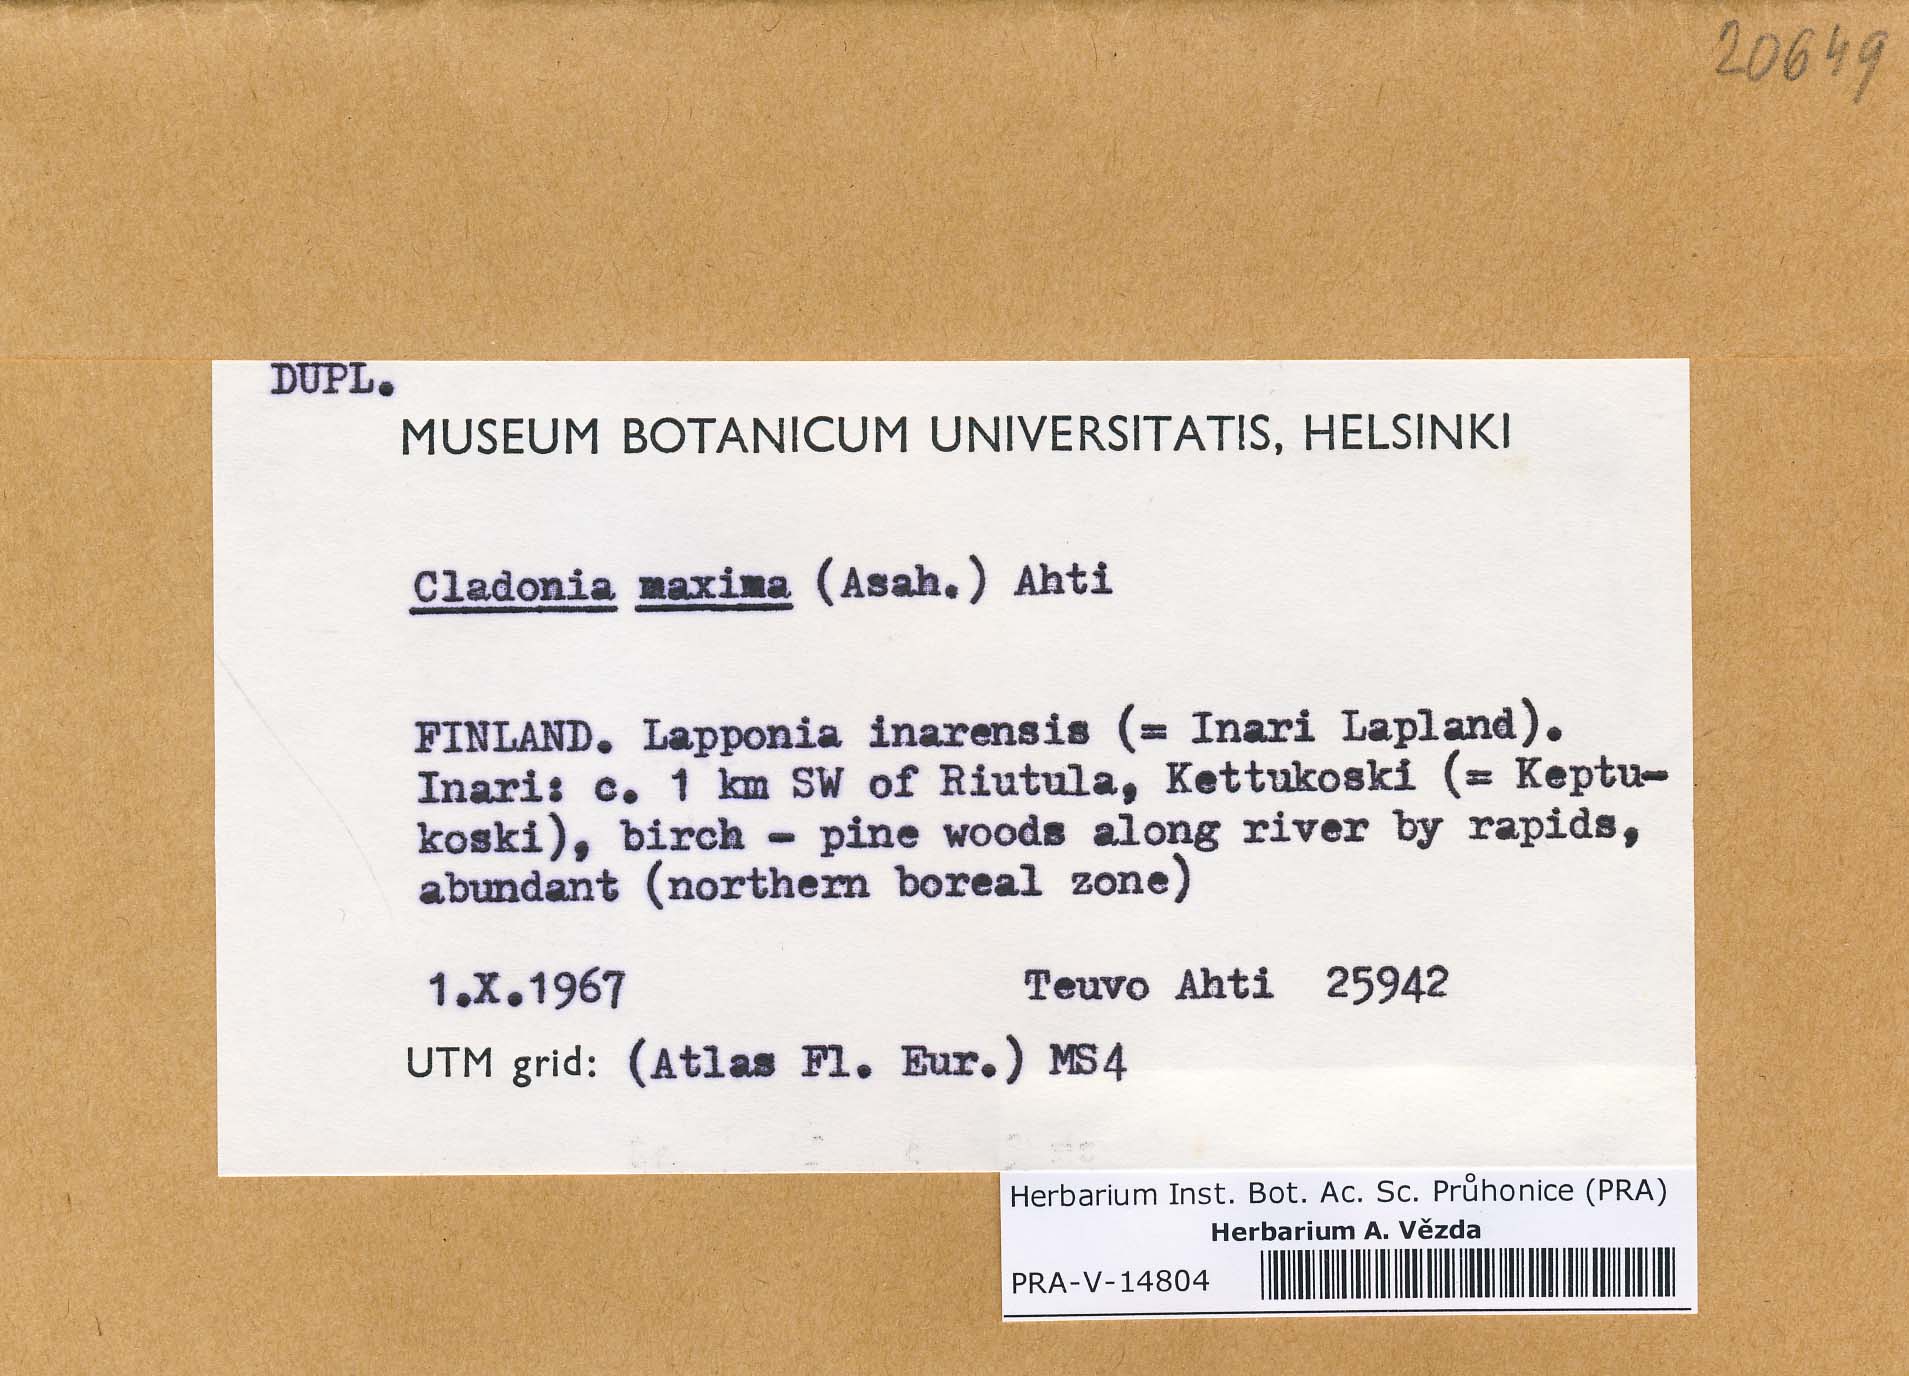 20649
DUPL.
MUSEUM BOTANICUM UNIVERSITATIS, HELSINKI
Cladonia maxima (Asah.) Ahti
FINLAND. Lapponia inarensis (= Inari Lapland).
Inari: c. 1 km SW of Riutula, Kettukoski (= Keptu-
koski), birch - pine woods along river by rapids,
abundant (northern boreal zone)
1.X.1967 Teuvo Ahti 25942
UTM grid: (Atlas Fl. Eur.) MS4
Herbarium Inst. Bot. Ac. Sc. Průhonice (PRA)
Herbarium A. Vězda
PRA-V-14804